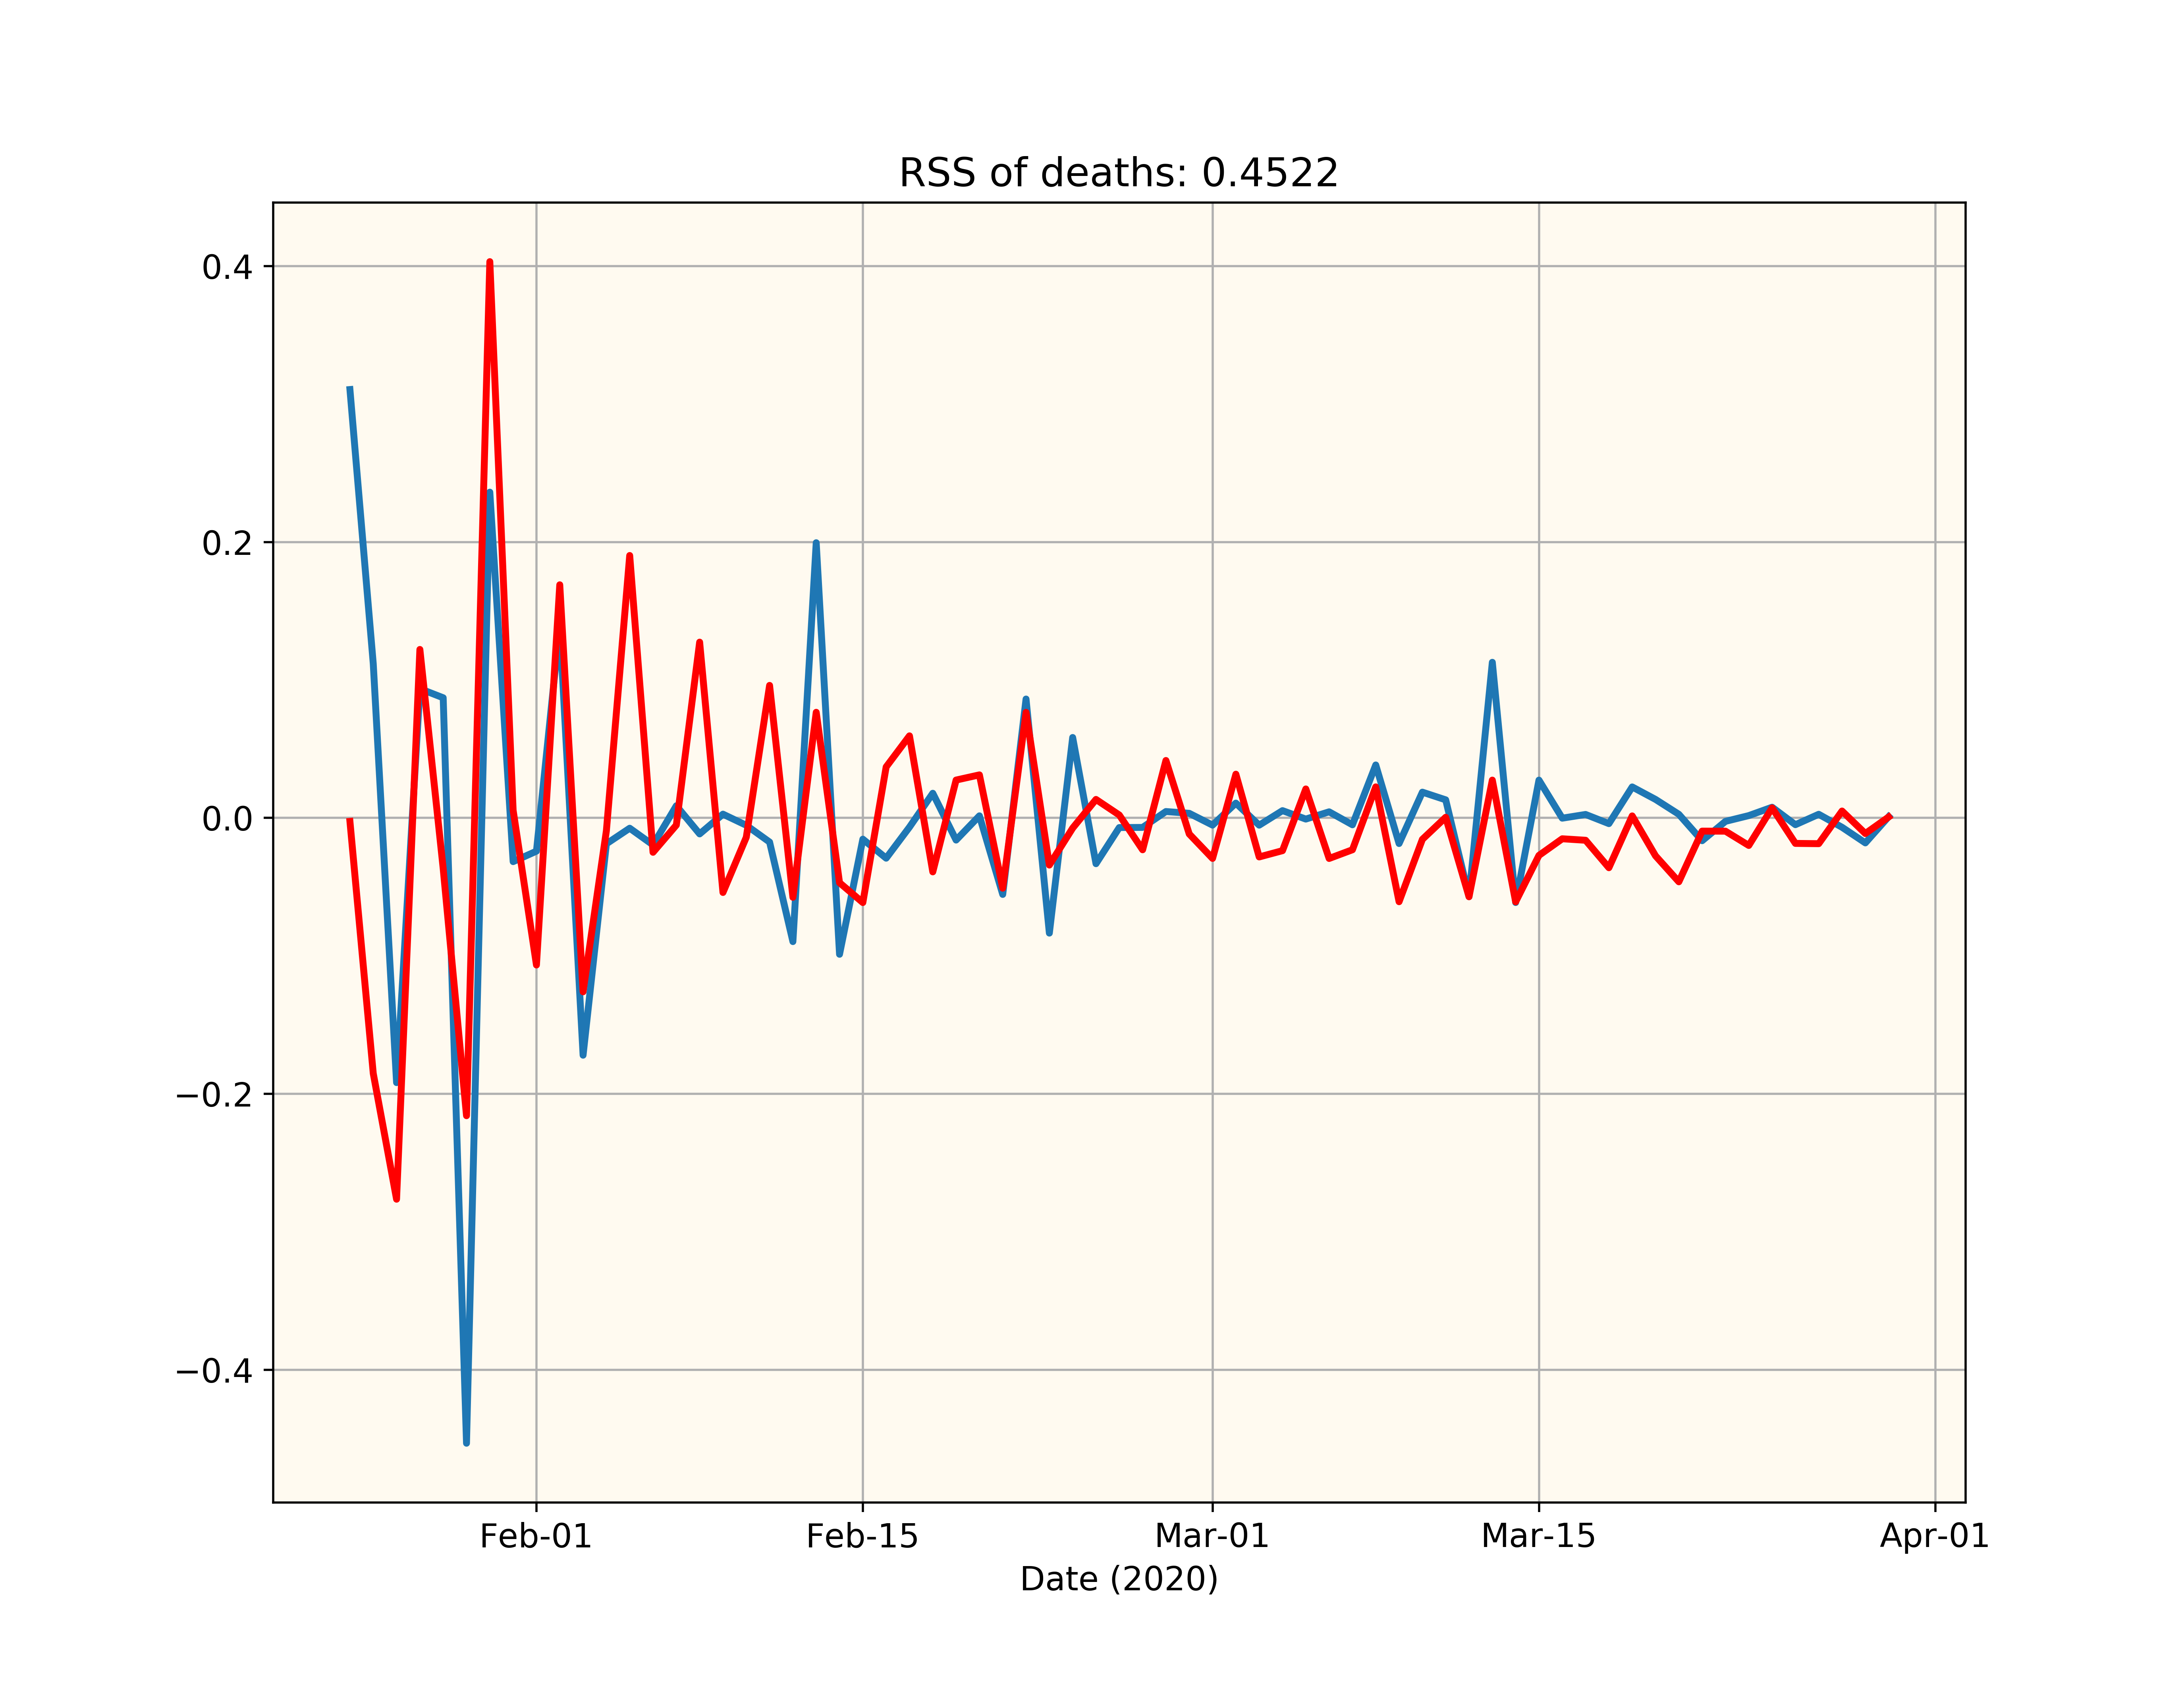 RSS of deaths: 0.4522
0.4
0.2
0.0
−0.2
−0.4
Feb-01 Feb-15 Mar-01 Mar-15 Apr-01
Date (2020)